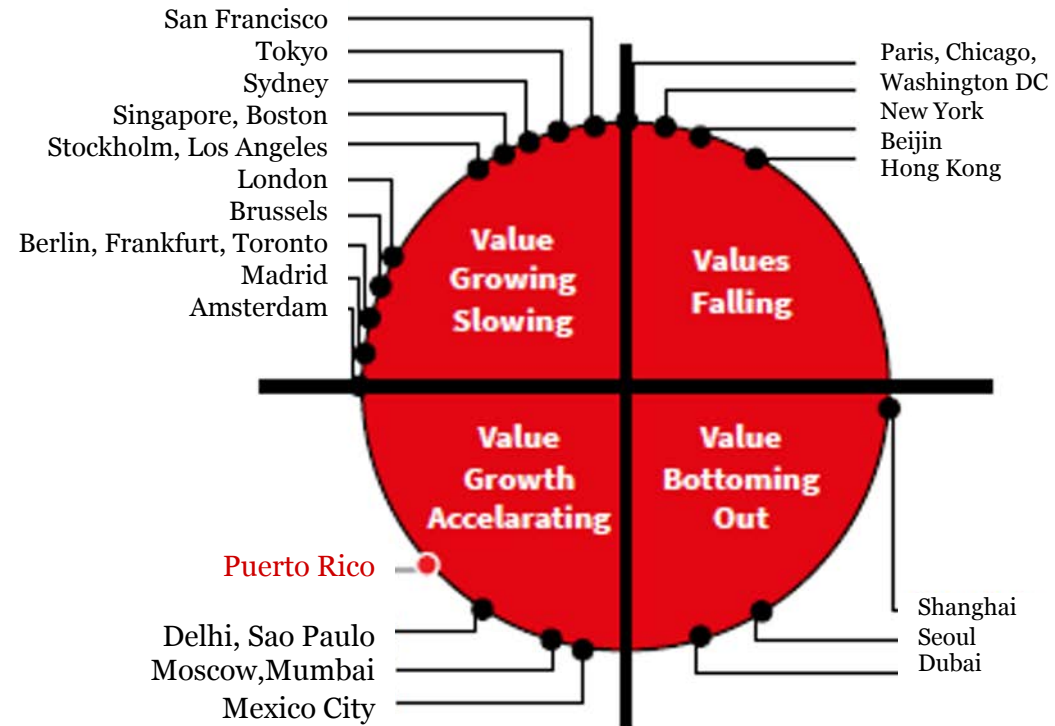 San Francisco
Tokyo
Sydney
Singapore, Boston
Stockholm, Los Angeles
London
Brussels
Berlin, Frankfurt, Toronto
Madrid
Amsterdam
Paris, Chicago,
Washington DC
New York
Beijin
Hong Kong
Value
Growing
Slowing
Values
Falling
Value
Growth
Accelarating
Value
Bottoming
Out
Puerto Rico
Delhi, Sao Paulo
Moscow,Mumbai
Mexico City
Shanghai
Seoul
Dubai